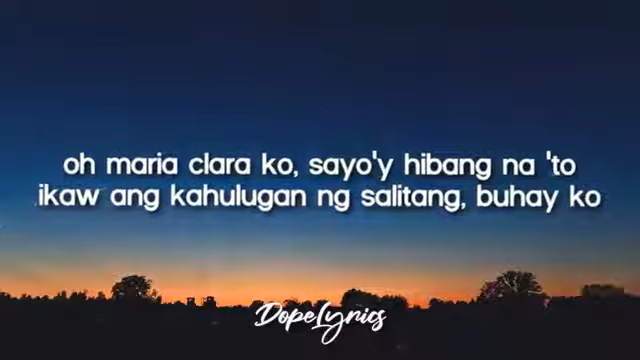 oh maria clara ko, sayo'y hibang na 'to
ikaw ang kahulugan ng salitang, buhay ko
DopeLyrics